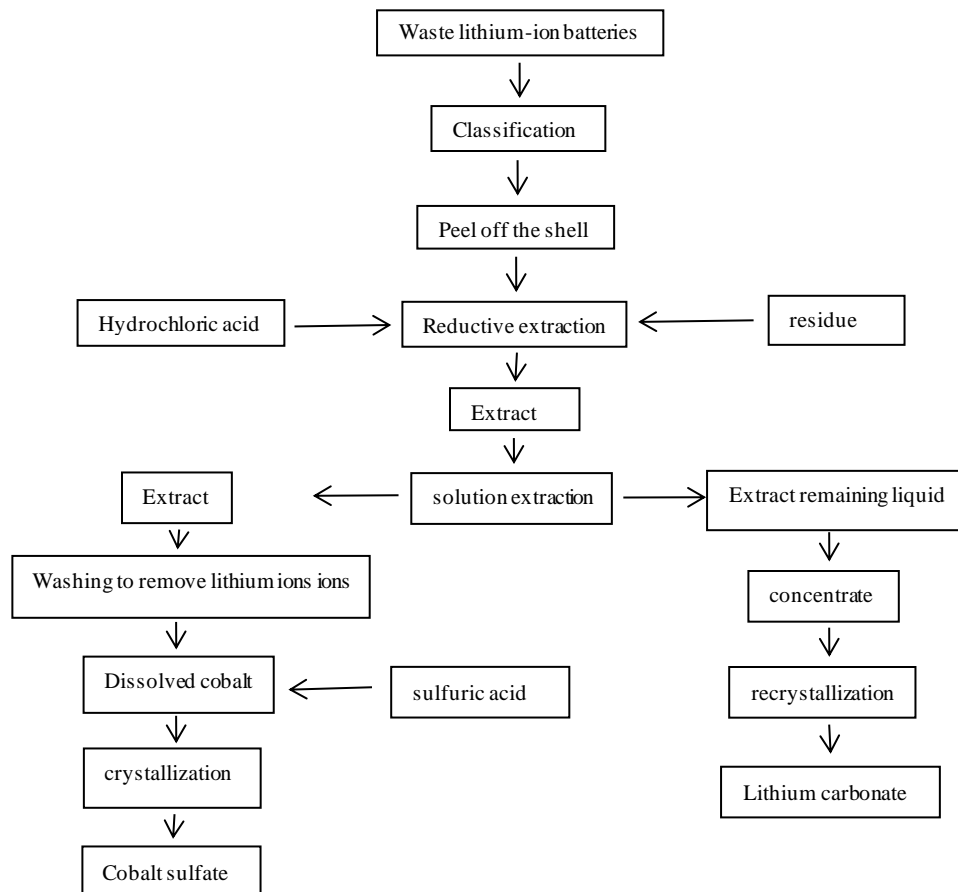 Waste lithium-ion batteries
Classification
Peel off the shell
Hydrochloric acid
Reductive extraction
residue
Extract
Extract
solution extraction
Extract remaining liquid
Washing to remove lithium ions ions
concentrate
Dissolved cobalt
sulfuric acid
recrystallization
crystallization
Lithium carbonate
Cobalt sulfate